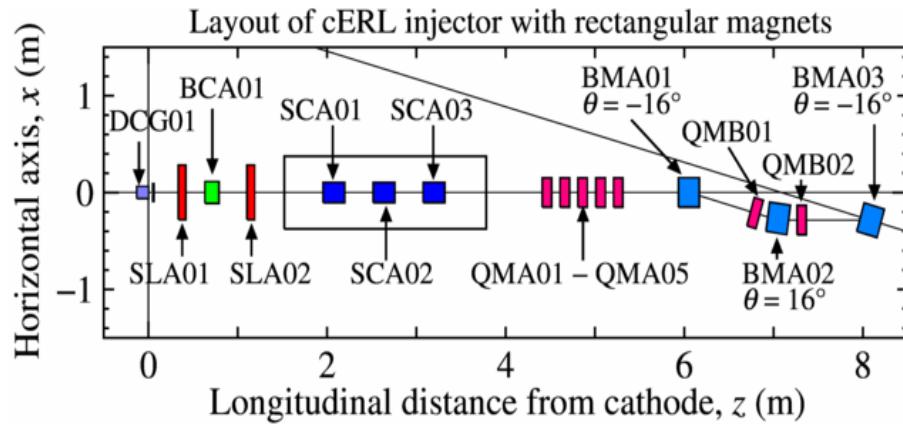 Layout of cERL injector with rectangular magnets
Horizontal axis, x (m)
1
0
−1
DCG01
BCA01
SCA01
SCA03
BMA01
θ = −16°
BMA03
θ = −16°
QMB01
QMB02
SLA01
SLA02
SCA02
QMA01 − QMA05
BMA02
θ = 16°
0
2
4
6
8
Longitudinal distance from cathode, z (m)